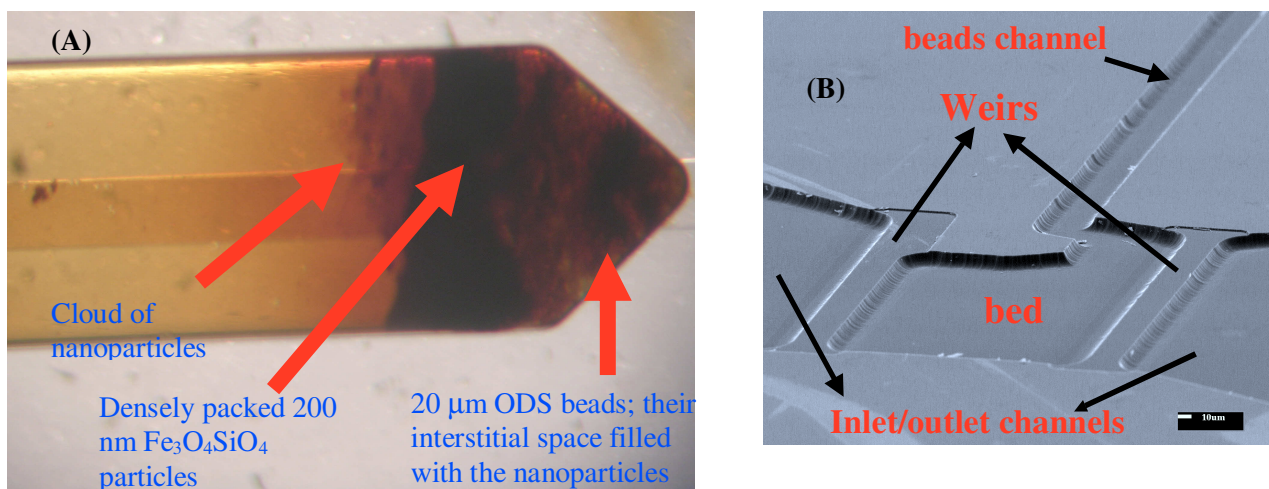 (A)
Cloud of
nanoparticles
Densely packed 200
nm Fe₃O₄SiO₄
particles
20 μm ODS beads; their
interstitial space filled
with the nanoparticles
beads channel
(B)
Weirs
bed
Inlet/outlet channels
10um